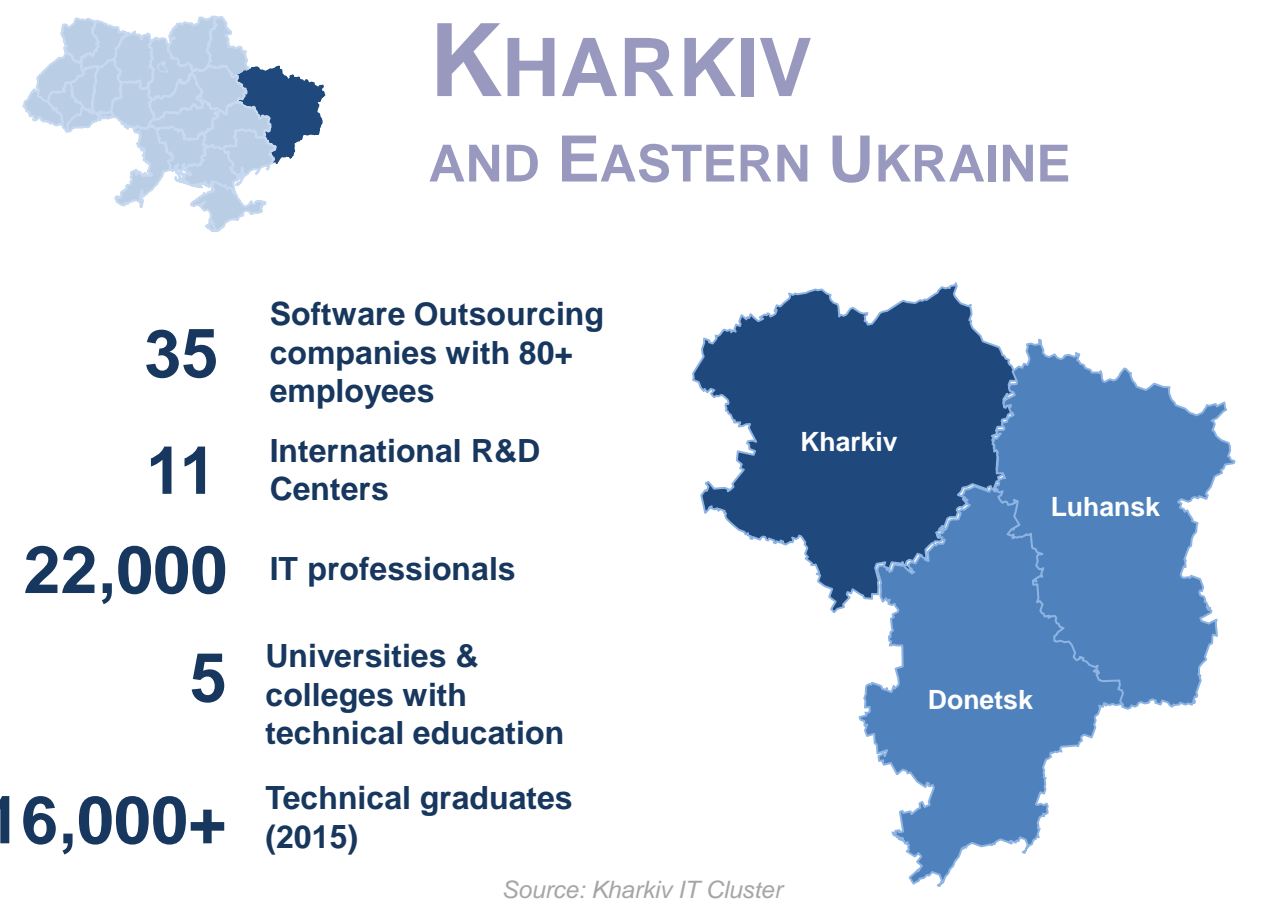 KHARKIV
AND EASTERN UKRAINE
35
Software Outsourcing
companies with 80+
employees
11
International R&D
Centers
22,000
IT professionals
5
Universities &
colleges with
technical education
16,000+
Technical graduates
(2015)
Kharkiv
Luhansk
Donetsk
Source: Kharkiv IT Cluster